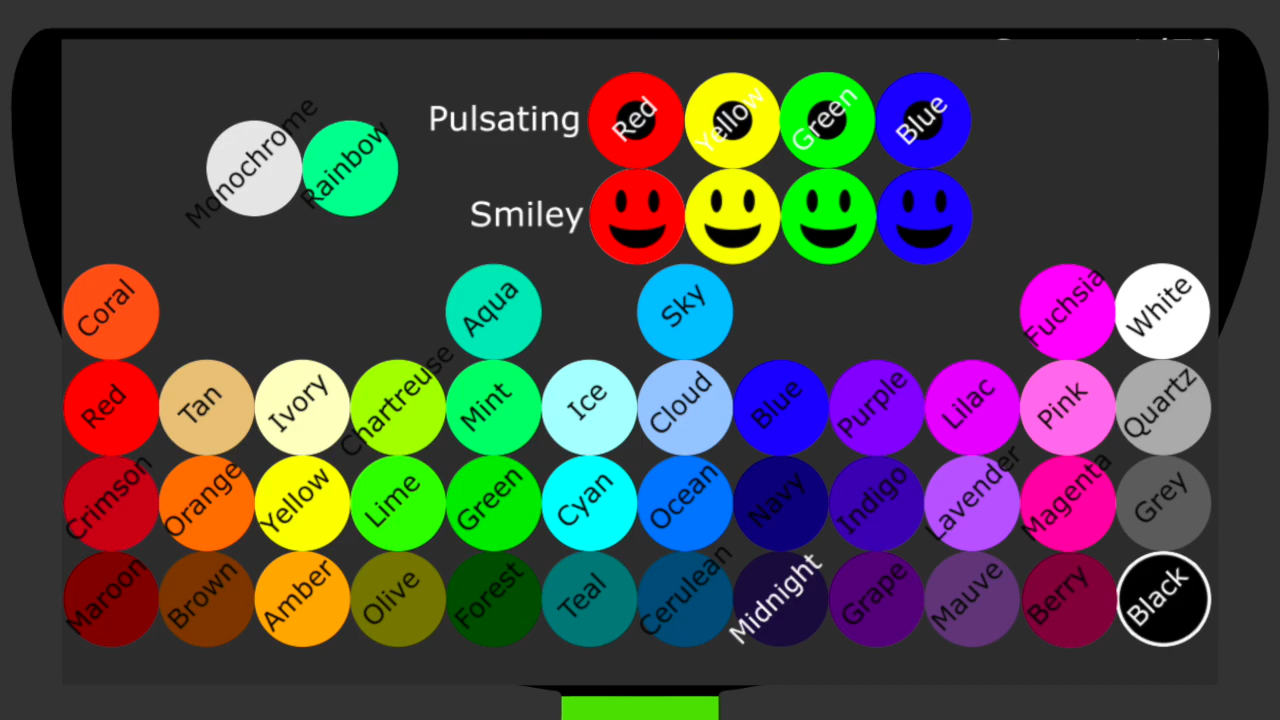 Pulsating Red Yellow Green Blue
Monochrome Rainbow
Smiley
Coral Aqua Sky Fuchsia White
Red Tan Ivory Chartreuse Mint Ice Cloud Blue Purple Lilac Pink Quartz
Crimson Orange Yellow Lime Green Cyan Ocean Navy Indigo Lavender Magenta Grey
Maroon Brown Amber Olive Forest Teal Cerulean Midnight Grape Mauve Berry Black